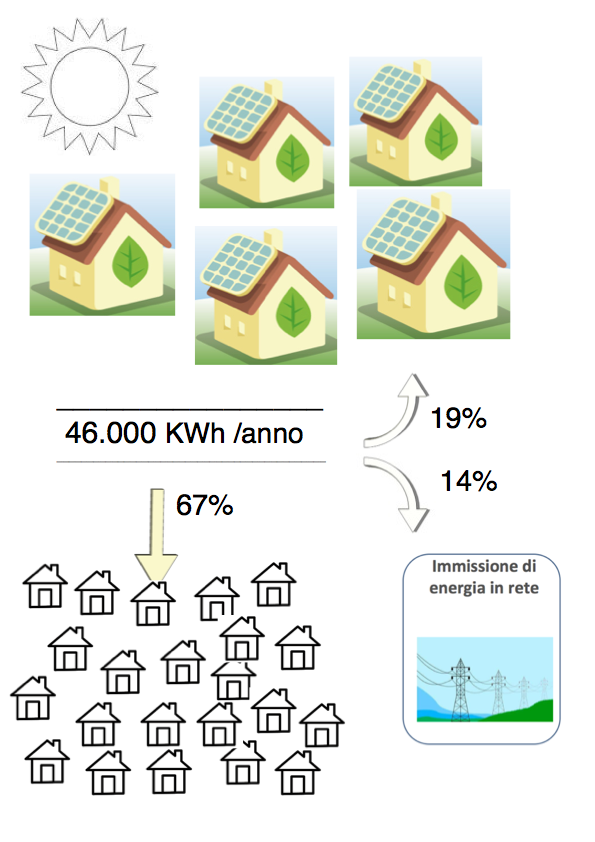 46.000 KWh /anno
19%
14%
67%
Immissione di
energia in rete